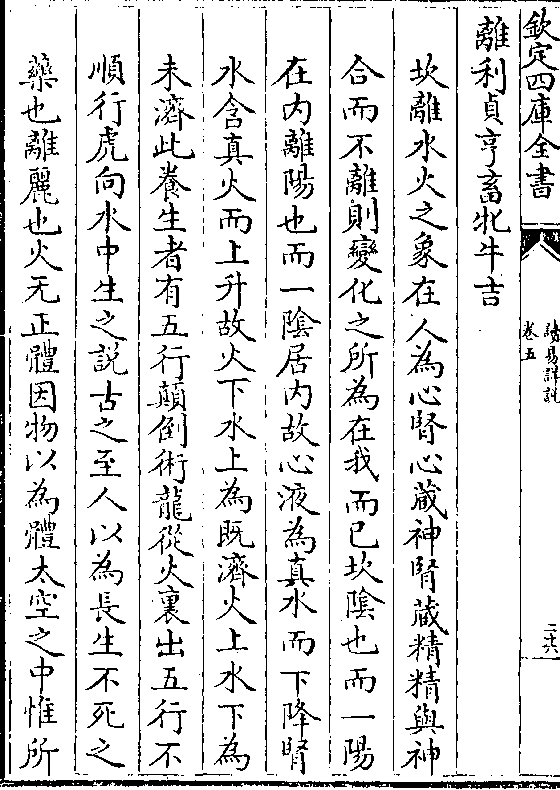 欽定四庫全書
讀易詳說
卷五
二十六
離利貞亨畜牝牛吉
坎離水火之象在人為心腎心蔵神腎蔵精精與神
合而不離則變化之所為在我而已坎陰也而一陽
在内離陽也而一陰居内故心液為真水而下降腎
水含真火而上升故火下水上為既濟火上水下為
未濟此養生者有五行顛倒術龍從火裏出五行不
順行虎向水中生之說古之至人以為長生不死之
藥也離麗也火无正體因物以為體太空之中惟所